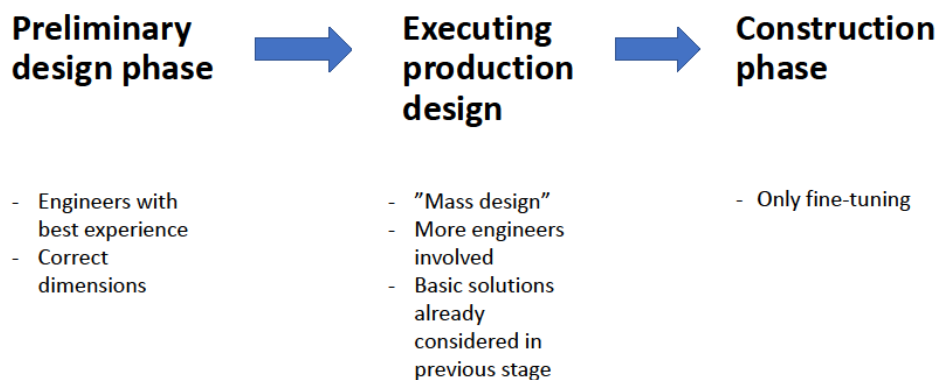 Preliminary
design phase
Executing
production
design
Construction
phase
- Engineers with
best experience
- Correct
dimensions
- ”Mass design”
- More engineers
involved
- Basic solutions
already
considered in
previous stage
- Only fine-tuning